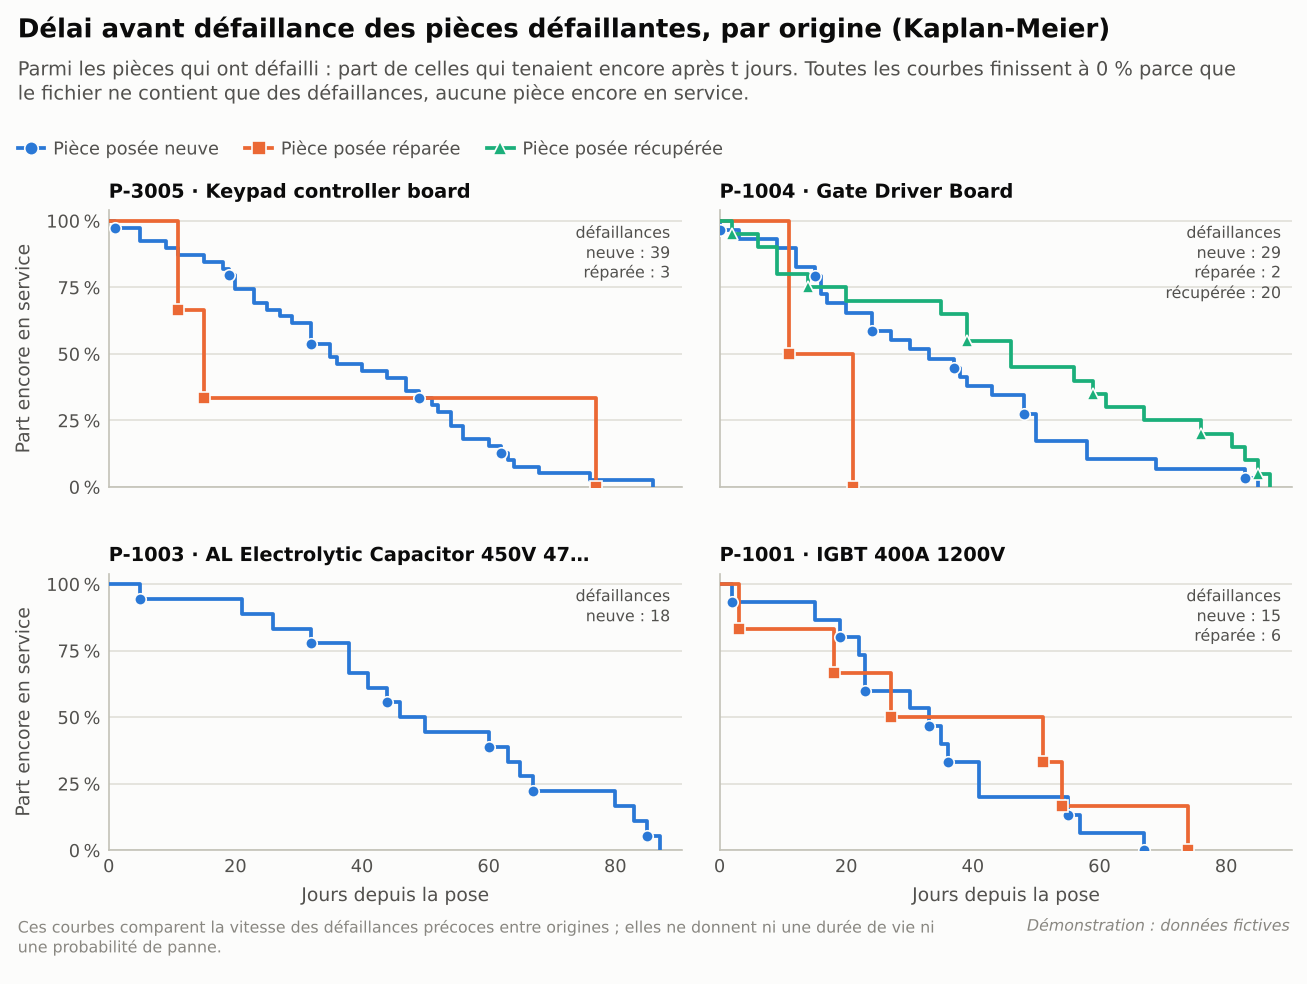 Délai avant défaillance des pièces défaillantes, par origine (Kaplan-Meier)
Parmi les pièces qui ont défailli : part de celles qui tenaient encore après t jours. Toutes les courbes finissent à 0 % parce que
le fichier ne contient que des défaillances, aucune pièce encore en service.
Pièce posée neuve
Pièce posée réparée
Pièce posée récupérée
P-3005 · Keypad controller board
Part encore en service
100 %
75 %
50 %
25 %
0 %
défaillances
neuve : 39
réparée : 3
P-1004 · Gate Driver Board
défaillances
neuve : 29
réparée : 2
récupérée : 20
P-1003 · AL Electrolytic Capacitor 450V 47…
Part encore en service
100 %
75 %
50 %
25 %
0 %
défaillances
neuve : 18
0 20 40 60 80
Jours depuis la pose
P-1001 · IGBT 400A 1200V
défaillances
neuve : 15
réparée : 6
0 20 40 60 80
Jours depuis la pose
Ces courbes comparent la vitesse des défaillances précoces entre origines ; elles ne donnent ni une durée de vie ni
une probabilité de panne.
Démonstration : données fictives